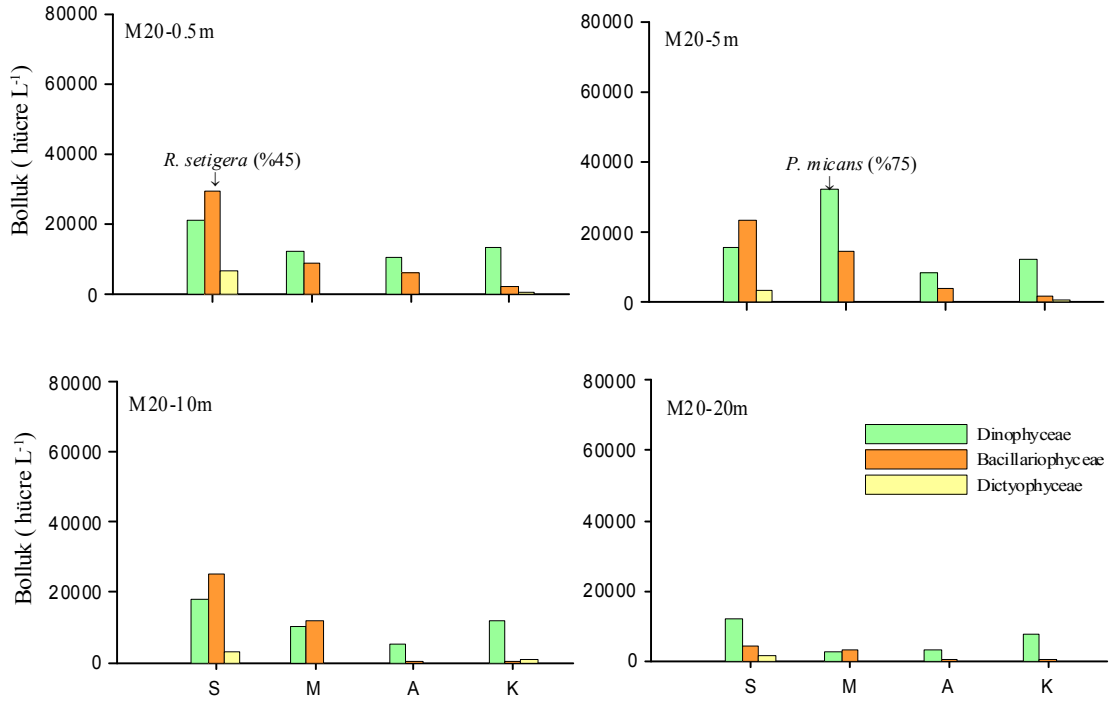 M20-0.5m
80000
60000
40000
20000
0
Bolluk ( hücre L-1)
R. setigera (%45)
↓
M20-5m
80000
60000
40000
20000
0
P. micans (%75)
↓
M20-10m
80000
60000
40000
20000
0
Bolluk ( hücre L-1)
S M A K
M20-20m
80000
60000
40000
20000
0
Dinophyceae
Bacillariophyceae
Dictyophyceae
S M A K